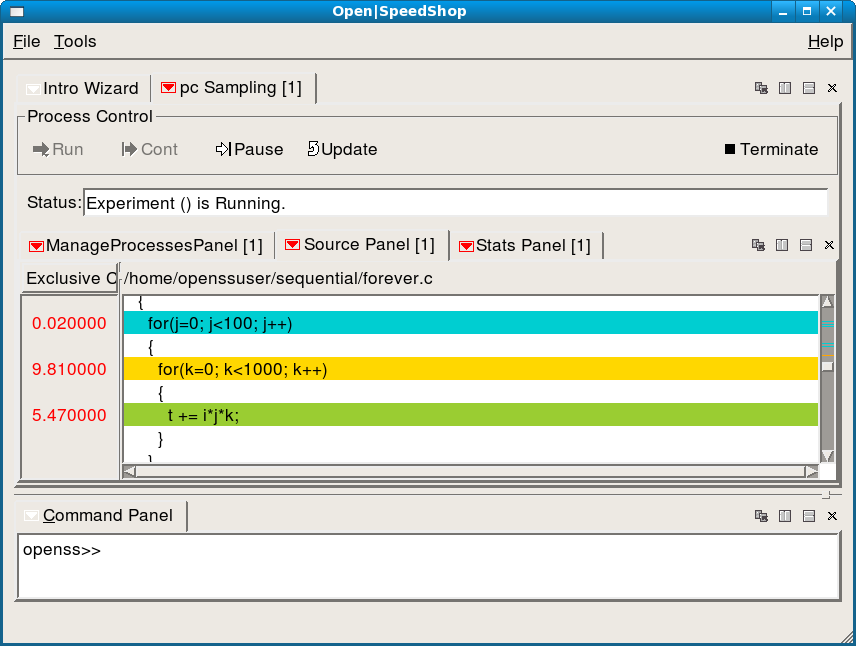 Open|SpeedShop
File Tools Help
Intro Wizard pc Sampling [1]
Process Control
Run Cont Pause Update Terminate
Status: Experiment () is Running.
ManageProcessesPanel [1] Source Panel [1] Stats Panel [1]
Exclusive C /home/openssuser/sequential/forever.c
{
0.020000 for(j=0; j<100; j++)
{
9.810000 for(k=0; k<1000; k++)
{
5.470000 t += i*j*k;
}
}
Command Panel
openss>>